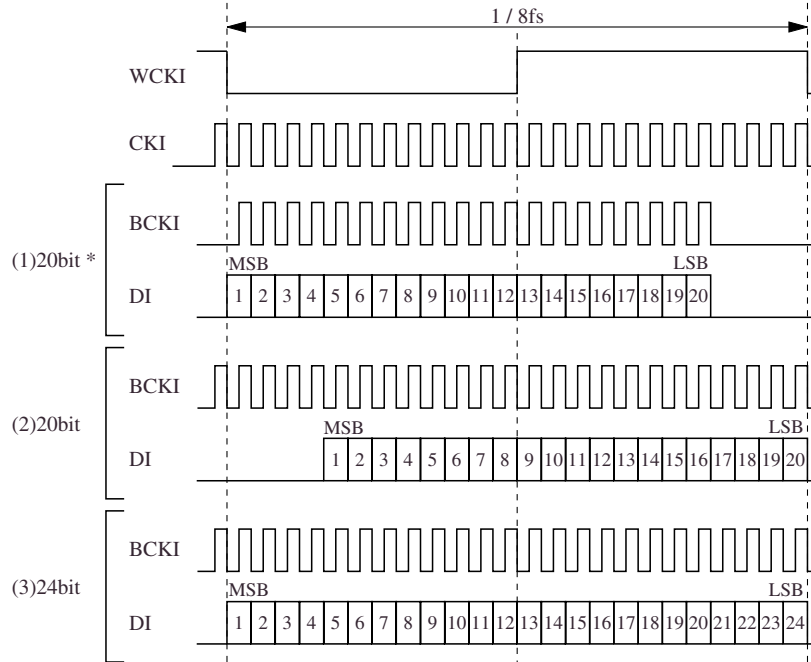 1 / 8fs
WCKI
CKI
(1)20bit *
BCKI
MSB LSB
DI 1 2 3 4 5 6 7 8 9 10 11 12 13 14 15 16 17 18 19 20
(2)20bit
BCKI
MSB LSB
DI 1 2 3 4 5 6 7 8 9 10 11 12 13 14 15 16 17 18 19 20
(3)24bit
BCKI
MSB LSB
DI 1 2 3 4 5 6 7 8 9 10 11 12 13 14 15 16 17 18 19 20 21 22 23 24